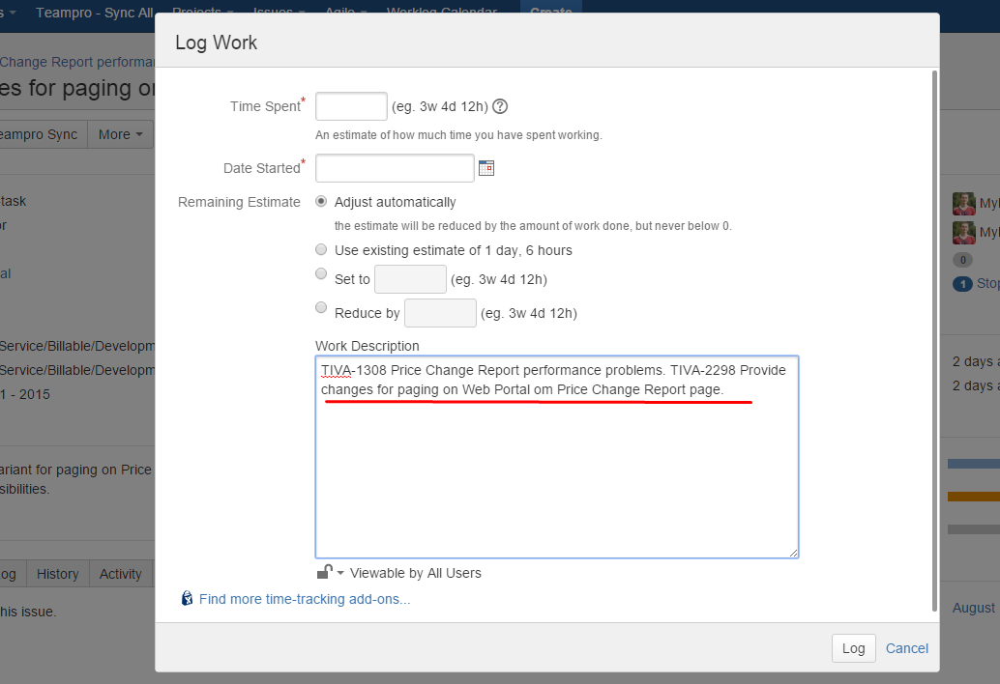 s Teampro - Sync All Projects Issues Agile Worklog Calendar Create
Change Report performa
es for paging o
eampro Sync More
task
or
al
Service/Billable/Developm
Service/Billable/Developm
1 - 2015
ariant for paging on Price
sibilities.
og History Activity
his issue.
Log Work
Time Spent* (eg. 3w 4d 12h) ?
An estimate of how much time you have spent working.
Date Started*
Remaining Estimate Adjust automatically
the estimate will be reduced by the amount of work done, but never below 0.
Use existing estimate of 1 day, 6 hours
Set to (eg. 3w 4d 12h)
Reduce by (eg. 3w 4d 12h)
Work Description
TIVA-1308 Price Change Report performance problems. TIVA-2298 Provide
changes for paging on Web Portal om Price Change Report page.
Viewable by All Users
Find more time-tracking add-ons...
Log Cancel
0
1 Stop
2 days
2 days
August